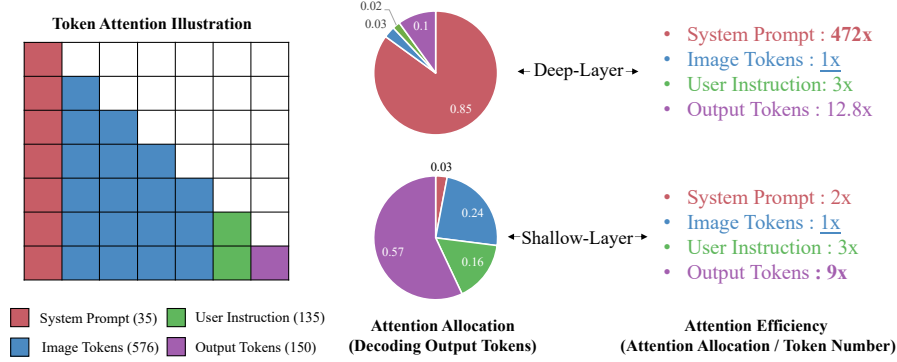 Token Attention Illustration
System Prompt (35)
User Instruction (135)
Image Tokens (576)
Output Tokens (150)
0.02
0.03
0.1
0.85
Deep-Layer
• System Prompt : 472x
• Image Tokens : 1x
• User Instruction: 3x
• Output Tokens : 12.8x
0.03
0.24
0.57
0.16
Shallow-Layer
• System Prompt : 2x
• Image Tokens : 1x
• User Instruction : 3x
• Output Tokens : 9x
Attention Allocation
(Decoding Output Tokens)
Attention Efficiency
(Attention Allocation / Token Number)